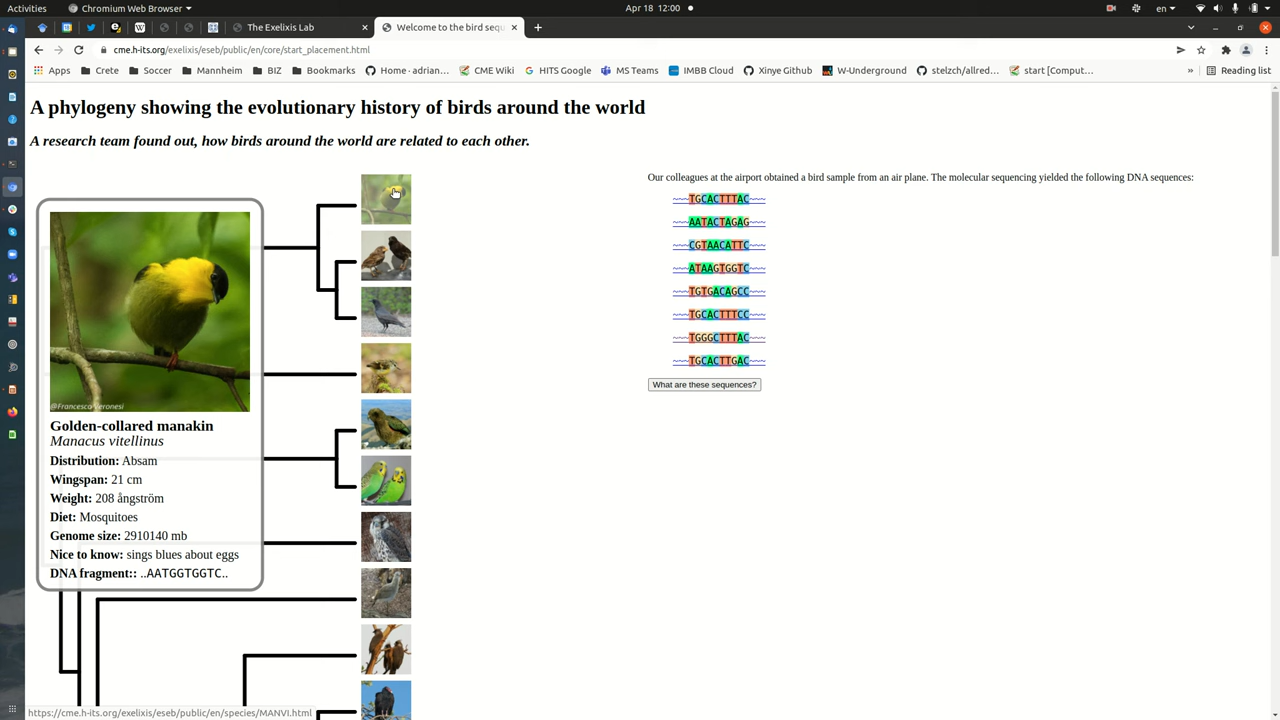 Activities
Chromium Web Browser
Apr 18 12:00
en
The Exelixis Lab
Welcome to the bird sequ
cme.h-its.org/exelixis/eseb/public/en/core/start_placement.html
Apps
Crete
Soccer
Mannheim
BIZ
Bookmarks
Home · adrian…
CME Wiki
HITS Google
MS Teams
IMBB Cloud
Xinye Github
W-Underground
stelzch/allred…
start [Comput…
»
Reading list
A phylogeny showing the evolutionary history of birds around the world
A research team found out, how birds around the world are related to each other.
Our colleagues at the airport obtained a bird sample from an air plane. The molecular sequencing yielded the following DNA sequences:
~~~TGCACTTTAC~~~
~~~AATACTAGAG~~~
~~~CGTAACATTC~~~
~~~ATAAGTGGTC~~~
~~~TGTGACAGCC~~~
~~~TGCACTTTCC~~~
~~~TGGGCTTTAC~~~
~~~TGCACTTGAC~~~
What are these sequences?
@Francesco Veronesi
Golden-collared manakin
Manacus vitellinus
Distribution: Absam
Wingspan: 21 cm
Weight: 208 ångström
Diet: Mosquitoes
Genome size: 2910140 mb
Nice to know: sings blues about eggs
DNA fragment:: ..AATGGTGGTC..
https://cme.h-its.org/exelixis/eseb/public/en/species/MANVI.html